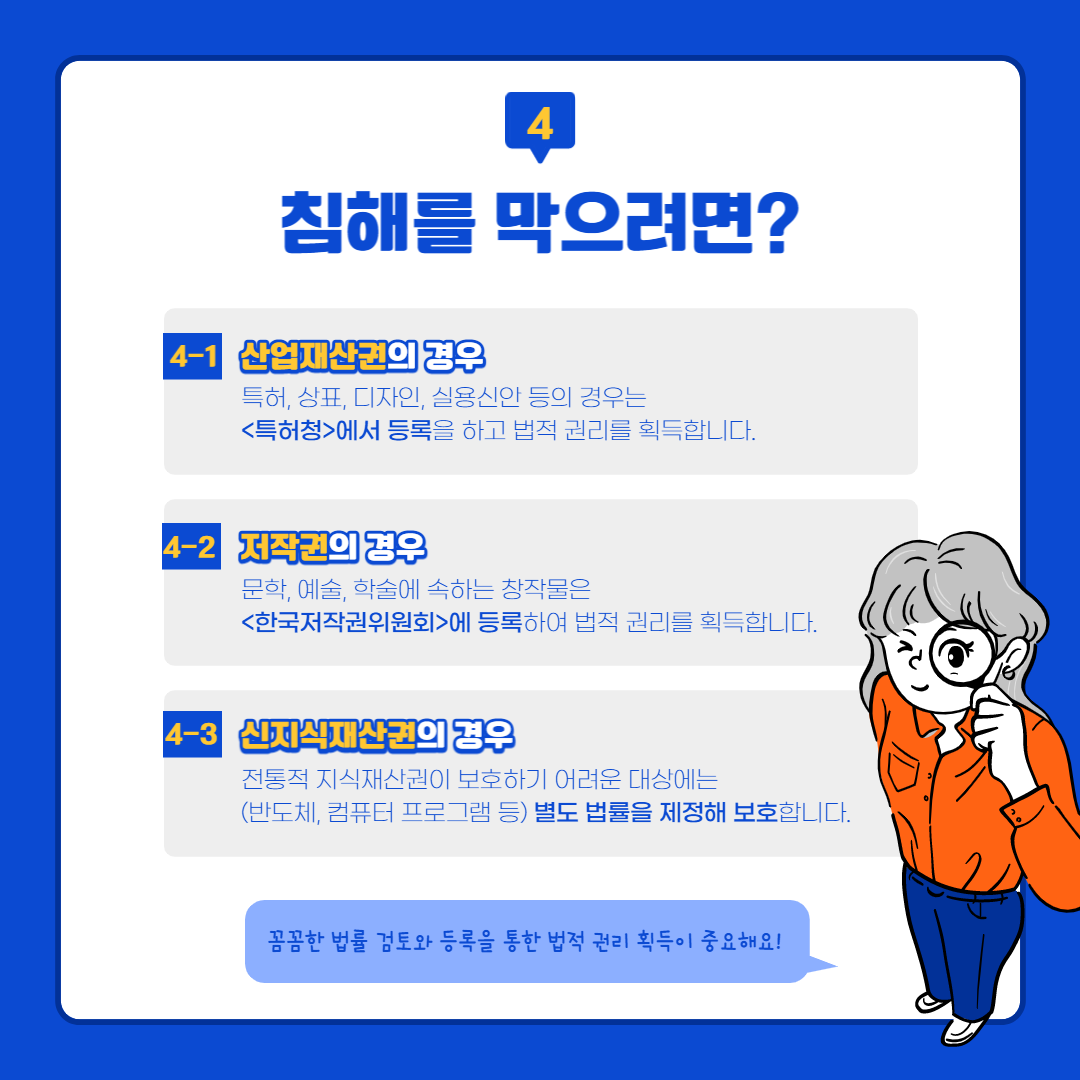 4
침해를 막으려면?
4-1 산업재산권의 경우
특허, 상표, 디자인, 실용신안 등의 경우는
<특허청>에서 등록을 하고 법적 권리를 획득합니다.
4-2 저작권의 경우
문학, 예술, 학술에 속하는 창작물은
<한국저작권위원회>에 등록하여 법적 권리를 획득합니다.
4-3 신지식재산권의 경우
전통적 지식재산권이 보호하기 어려운 대상에는
(반도체, 컴퓨터 프로그램 등) 별도 법률을 제정해 보호합니다.
꼼꼼한 법률 검토와 등록을 통한 법적 권리 획득이 중요해요!